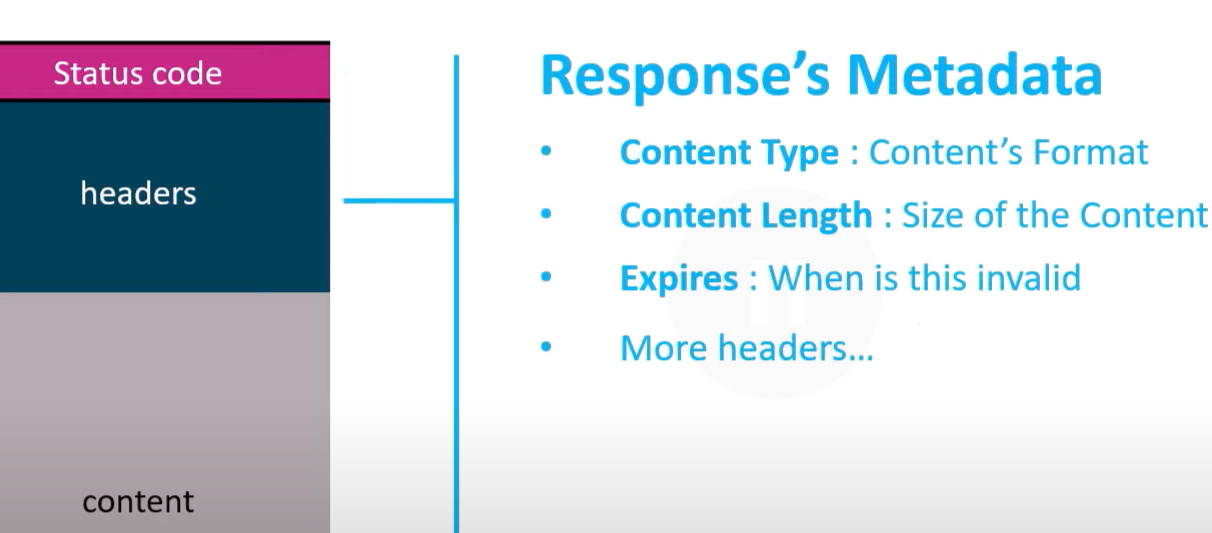 Status code
headers
content
Response’s Metadata
• Content Type : Content’s Format
• Content Length : Size of the Content
• Expires : When is this invalid
• More headers…